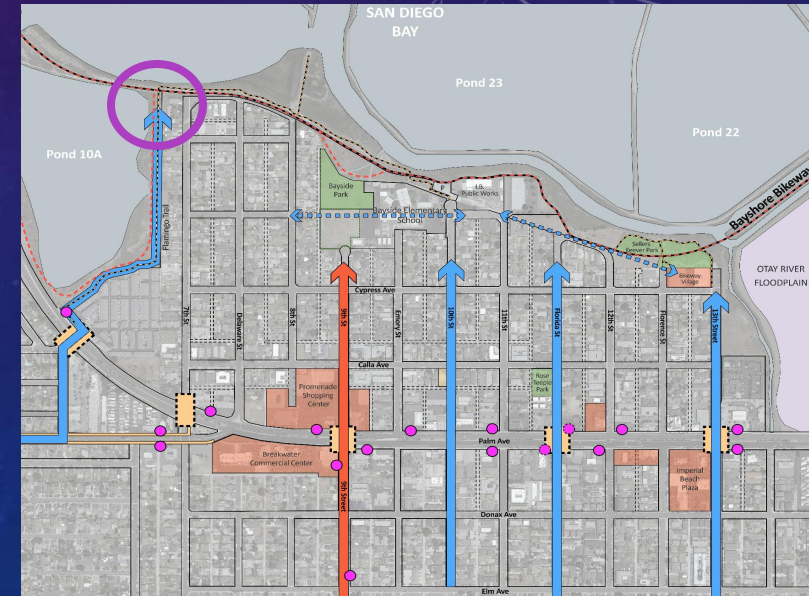 SAN DIEGO
BAY
Pond 23
Pond 22
Pond 10A
Bayside
Park
Bayside Elementary
School
P
I.B.
Public Works
Bayshore Bikeway
Flamingo Trail
Bikeway
Village
OTAY RIVER
FLOODPLAIN
Cypress Ave
7th St
Delaware St
8th St
9th St
Emory St
10th St
11th St
Florida St
12th St
Florence St
13th Street
Calla Ave
Promenade
Shopping
Center
Rose
Teeple
Park
Palm Ave
Breakwater
Commercial Center
9th Street
Imperial
Beach
Plaza
Donax Ave
Elm Ave